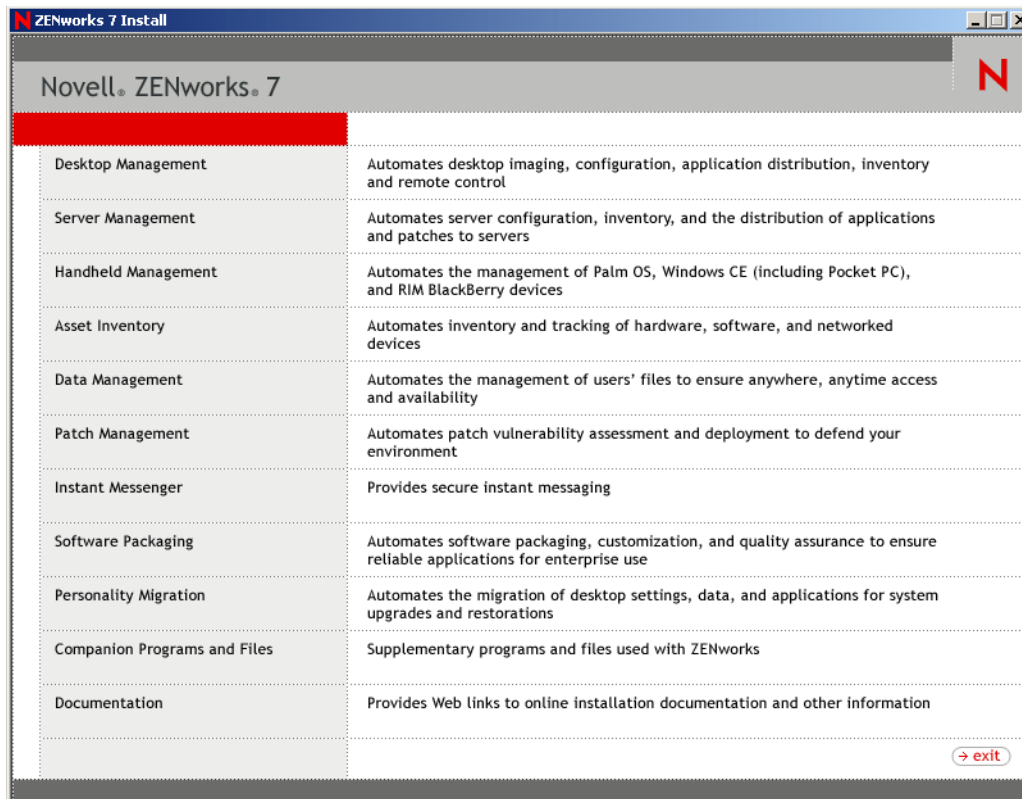 ZENworks 7 Install
Novell® ZENworks® 7
N
Desktop Management
Automates desktop imaging, configuration, application distribution, inventory
and remote control
Server Management
Automates server configuration, inventory, and the distribution of applications
and patches to servers
Handheld Management
Automates the management of Palm OS, Windows CE (including Pocket PC),
and RIM BlackBerry devices
Asset Inventory
Automates inventory and tracking of hardware, software, and networked
devices
Data Management
Automates the management of users’ files to ensure anywhere, anytime access
and availability
Patch Management
Automates patch vulnerability assessment and deployment to defend your
environment
Instant Messenger
Provides secure instant messaging
Software Packaging
Automates software packaging, customization, and quality assurance to ensure
reliable applications for enterprise use
Personality Migration
Automates the migration of desktop settings, data, and applications for system
upgrades and restorations
Companion Programs and Files
Supplementary programs and files used with ZENworks
Documentation
Provides Web links to online installation documentation and other information
→ exit